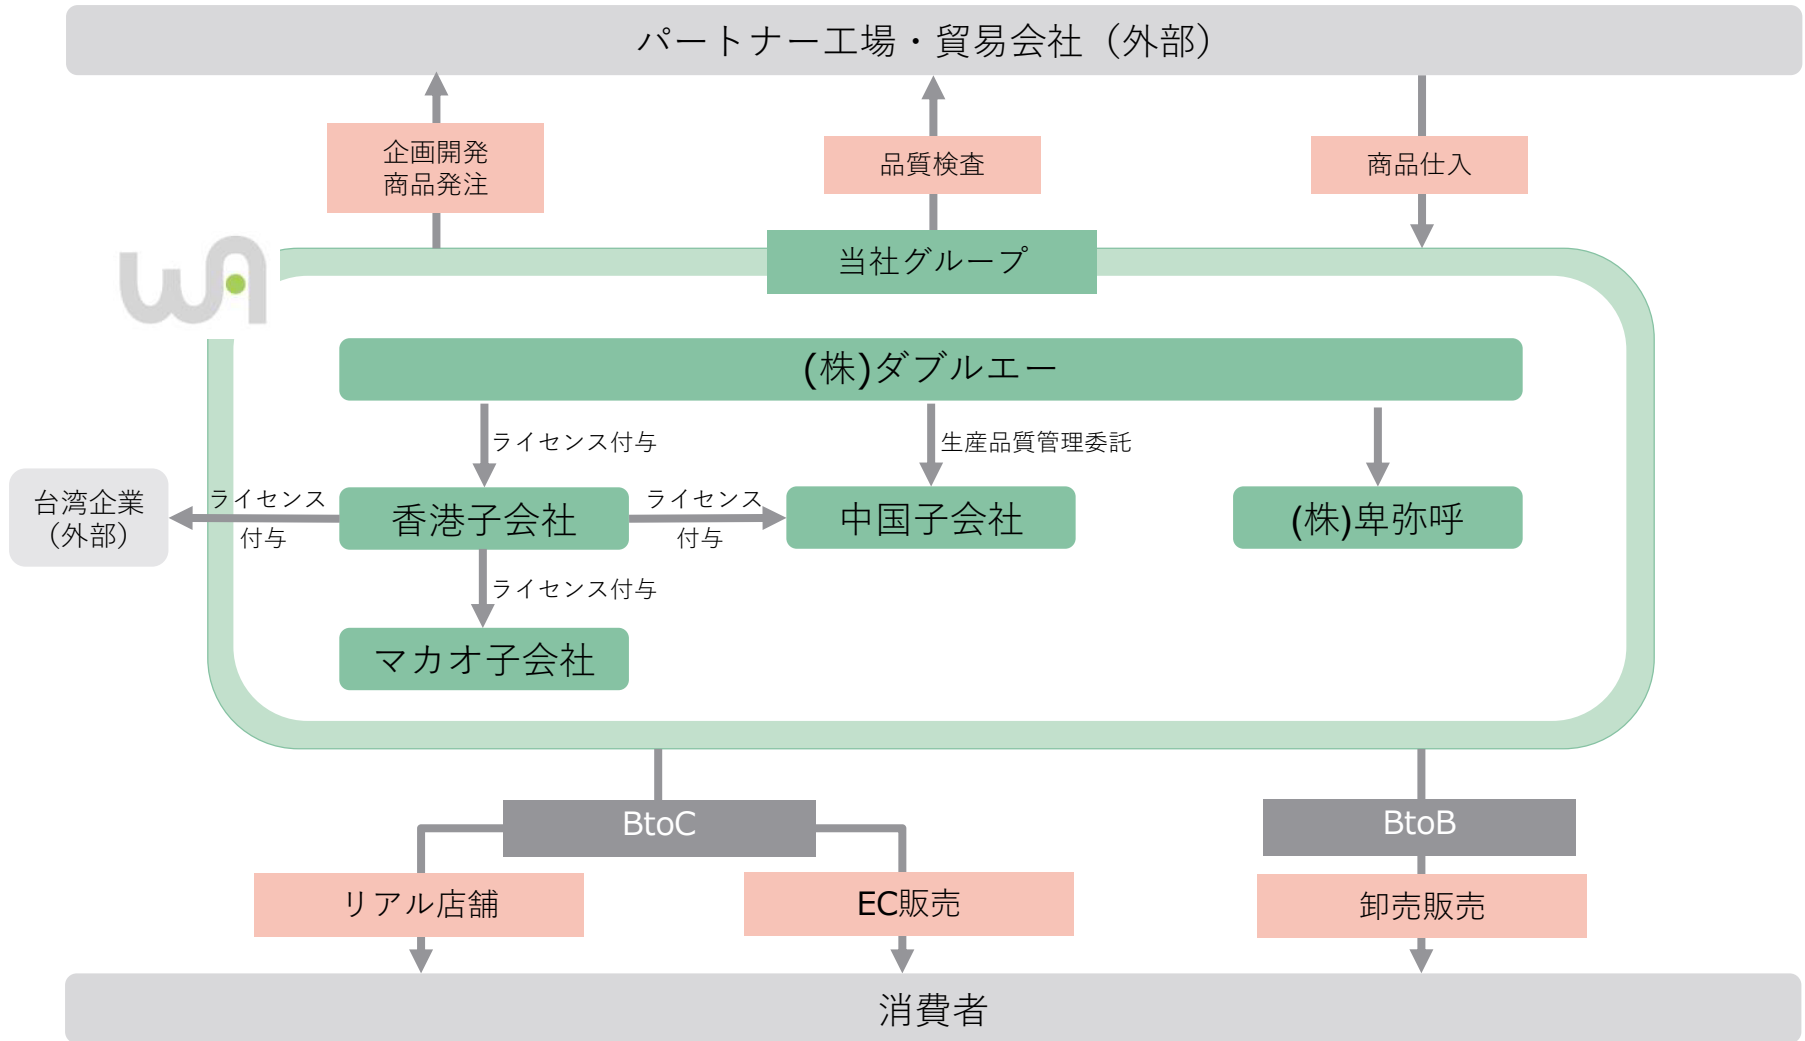 パートナー工場・貿易会社（外部）
企画開発
商品発注
品質検査
商品仕入
wA
当社グループ
(株)ダブルエー
ライセンス付与
生産品質管理委託
台湾企業
（外部）
ライセンス
付与
香港子会社
ライセンス
付与
中国子会社
(株)卑弥呼
ライセンス付与
マカオ子会社
BtoC
BtoB
リアル店舗
EC販売
卸売販売
消費者